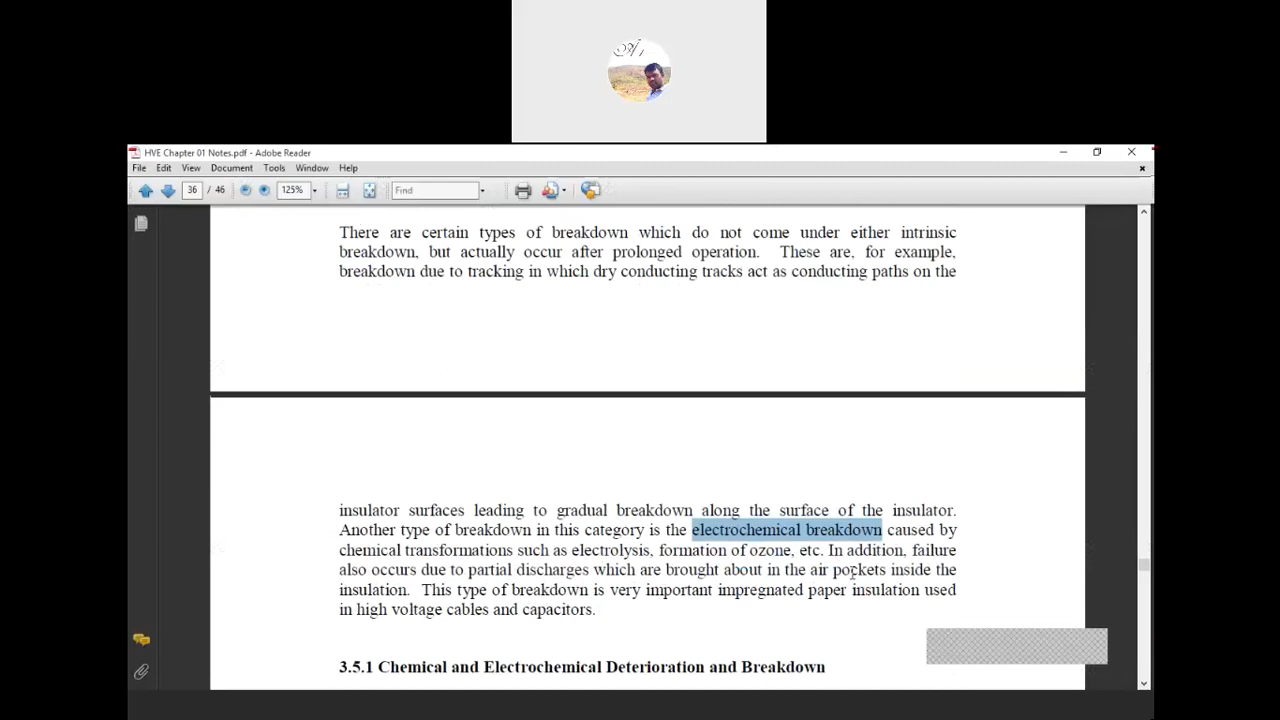 HVE Chapter 01 Notes.pdf - Adobe Reader
File Edit View Document Tools Window Help
36 / 46 125% Find
There are certain types of breakdown which do not come under either intrinsic
breakdown, but actually occur after prolonged operation. These are, for example,
breakdown due to tracking in which dry conducting tracks act as conducting paths on the
insulator surfaces leading to gradual breakdown along the surface of the insulator.
Another type of breakdown in this category is the electrochemical breakdown caused by
chemical transformations such as electrolysis, formation of ozone, etc. In addition, failure
also occurs due to partial discharges which are brought about in the air pockets inside the
insulation. This type of breakdown is very important impregnated paper insulation used
in high voltage cables and capacitors.
3.5.1 Chemical and Electrochemical Deterioration and Breakdown